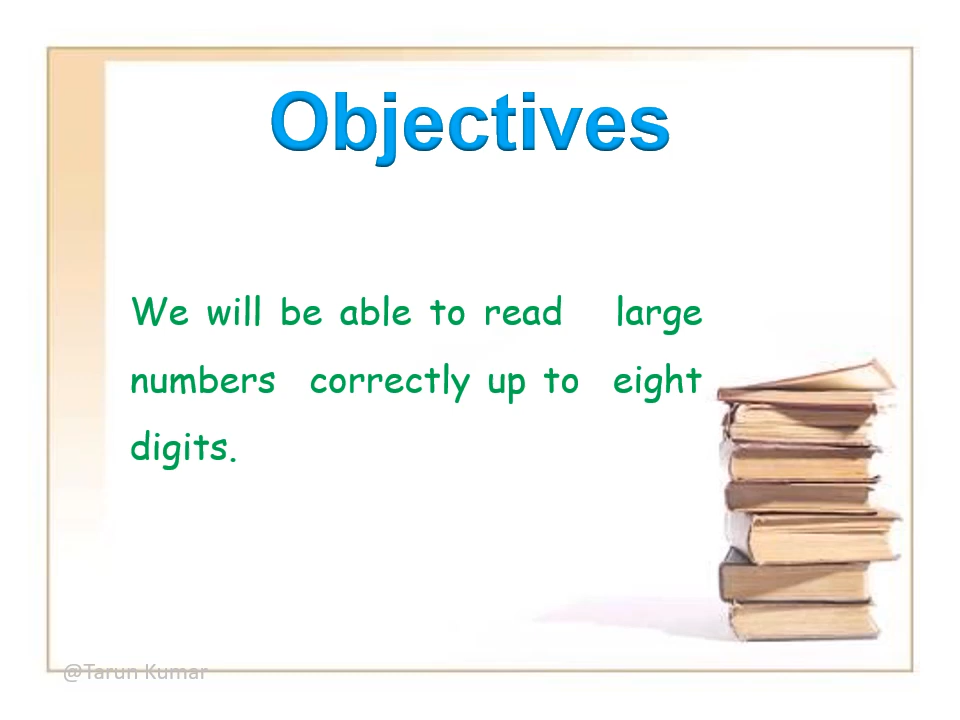 Objectives
We will be able to read large
numbers correctly up to eight
digits.
@Tarun Kumar